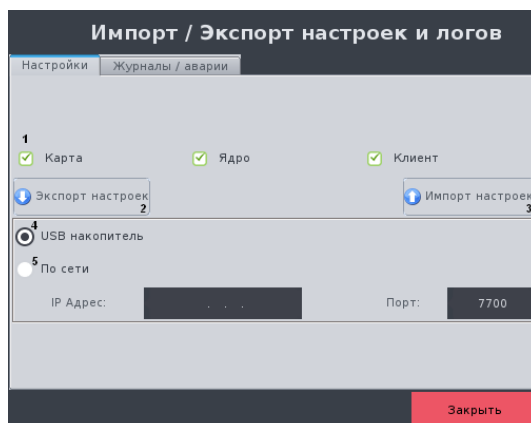 Импорт / Экспорт настроек и логов
Настройки Журналы / аварии
1
Карта Ядро Клиент
Экспорт настроек 2 Импорт настроек 3
4 USB накопитель
5 По сети
IP Адрес: . . . Порт: 7700
Закрыть